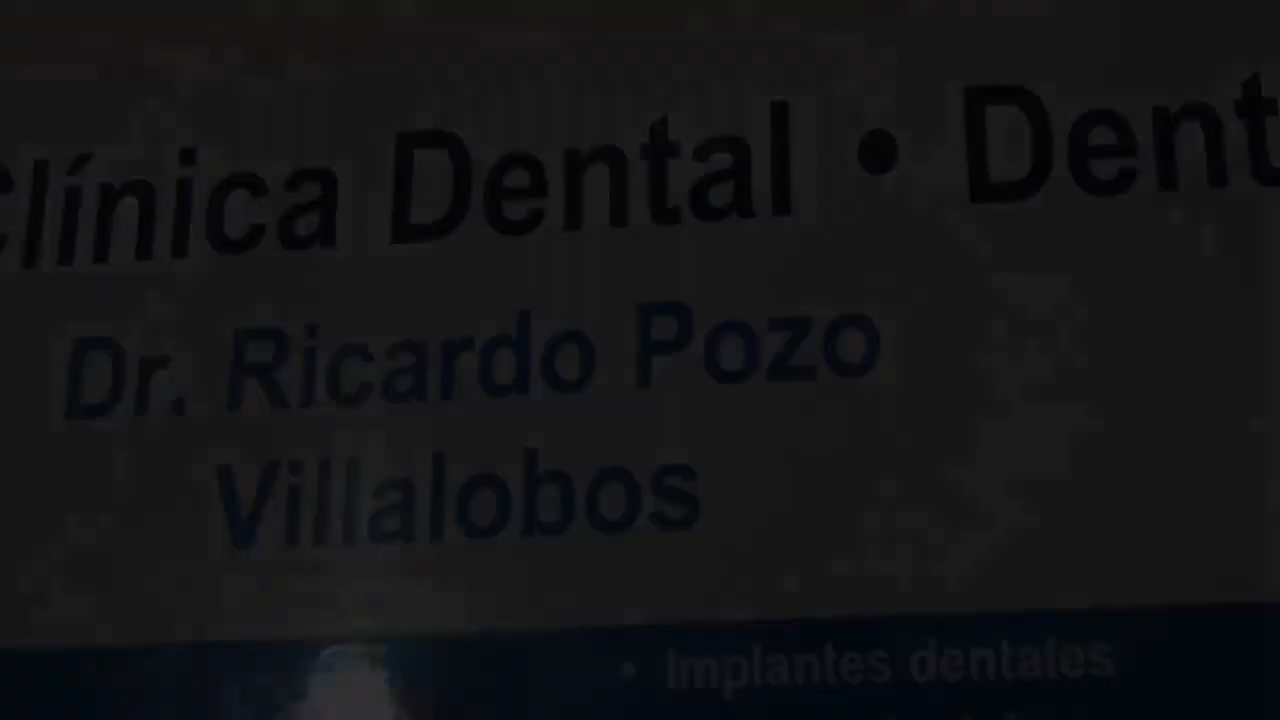 Clínica Dental • Dent
Dr. Ricardo Pozo
Villalobos
• Implantes dentales